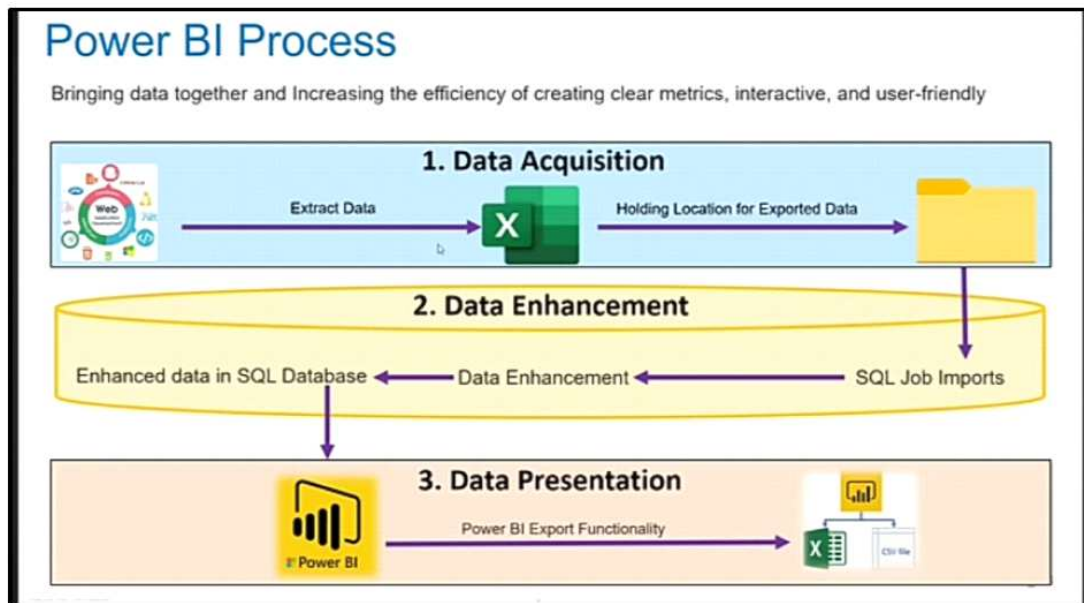 Power BI Process
Bringing data together and Increasing the efficiency of creating clear metrics, interactive, and user-friendly
1. Data Acquisition
Web
Extract Data
X
Holding Location for Exported Data
2. Data Enhancement
Enhanced data in SQL Database
Data Enhancement
SQL Job Imports
3. Data Presentation
Power BI
Power BI Export Functionality
X
CSV file